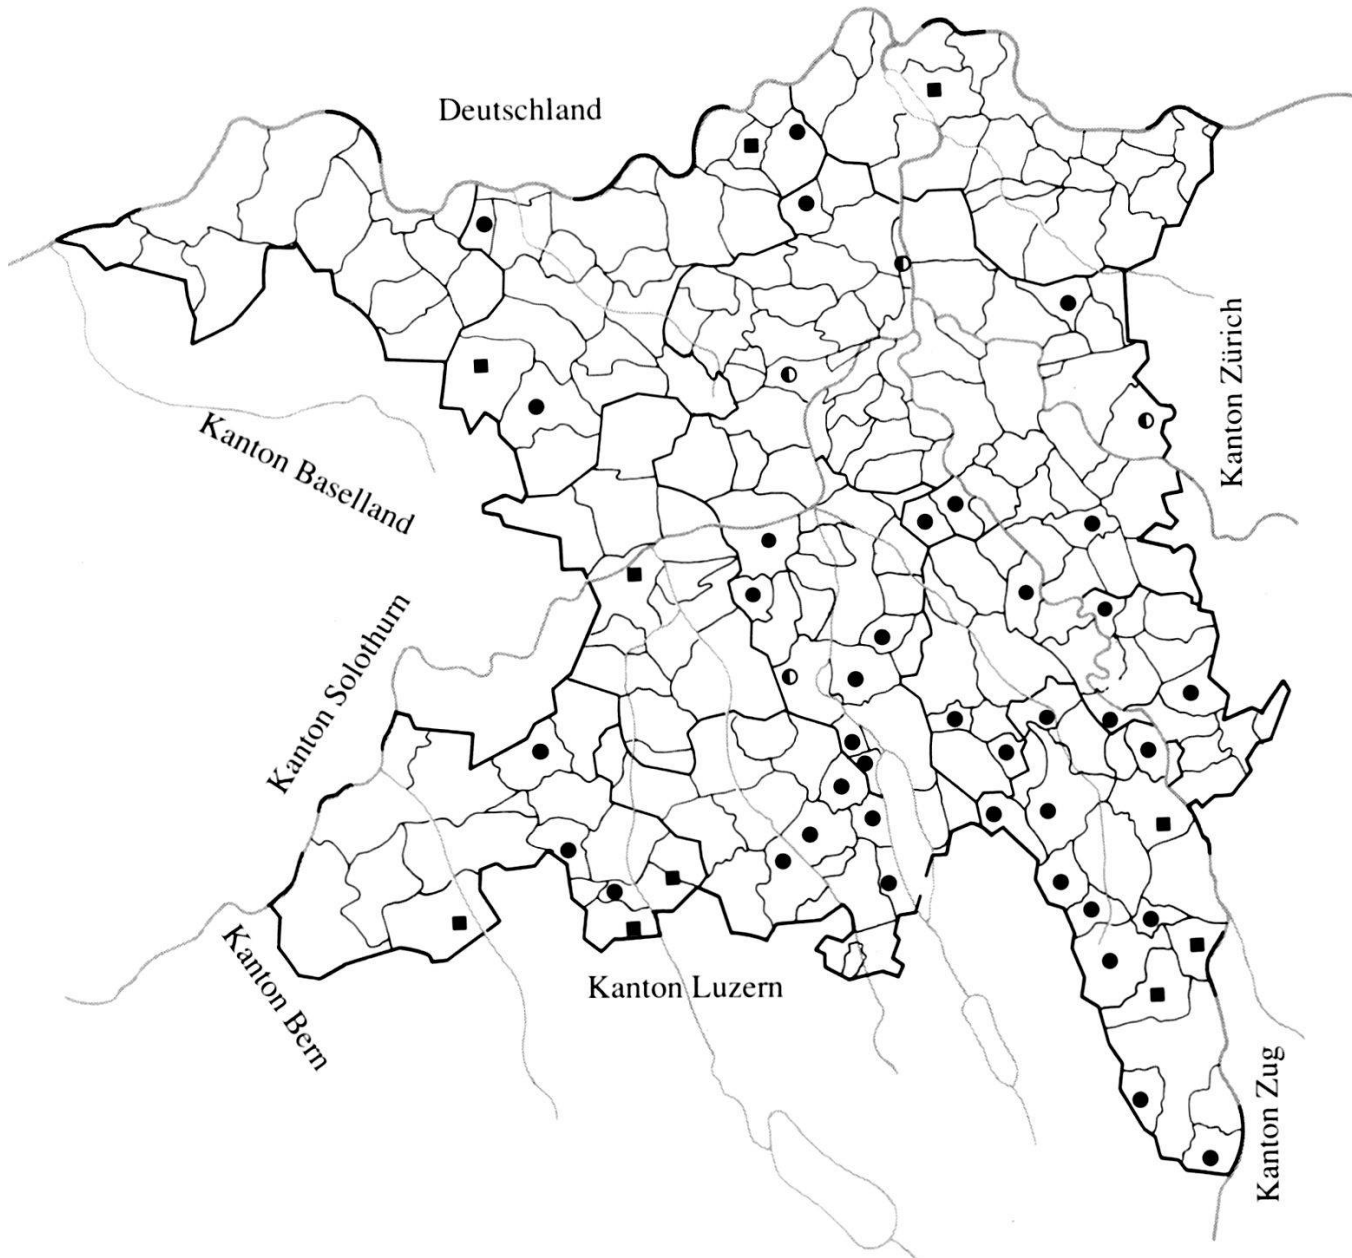 Deutschland
Kanton Zürich
Kanton Baselland
Kanton Solothurn
Kanton Bern
Kanton Luzern
Kanton Zug